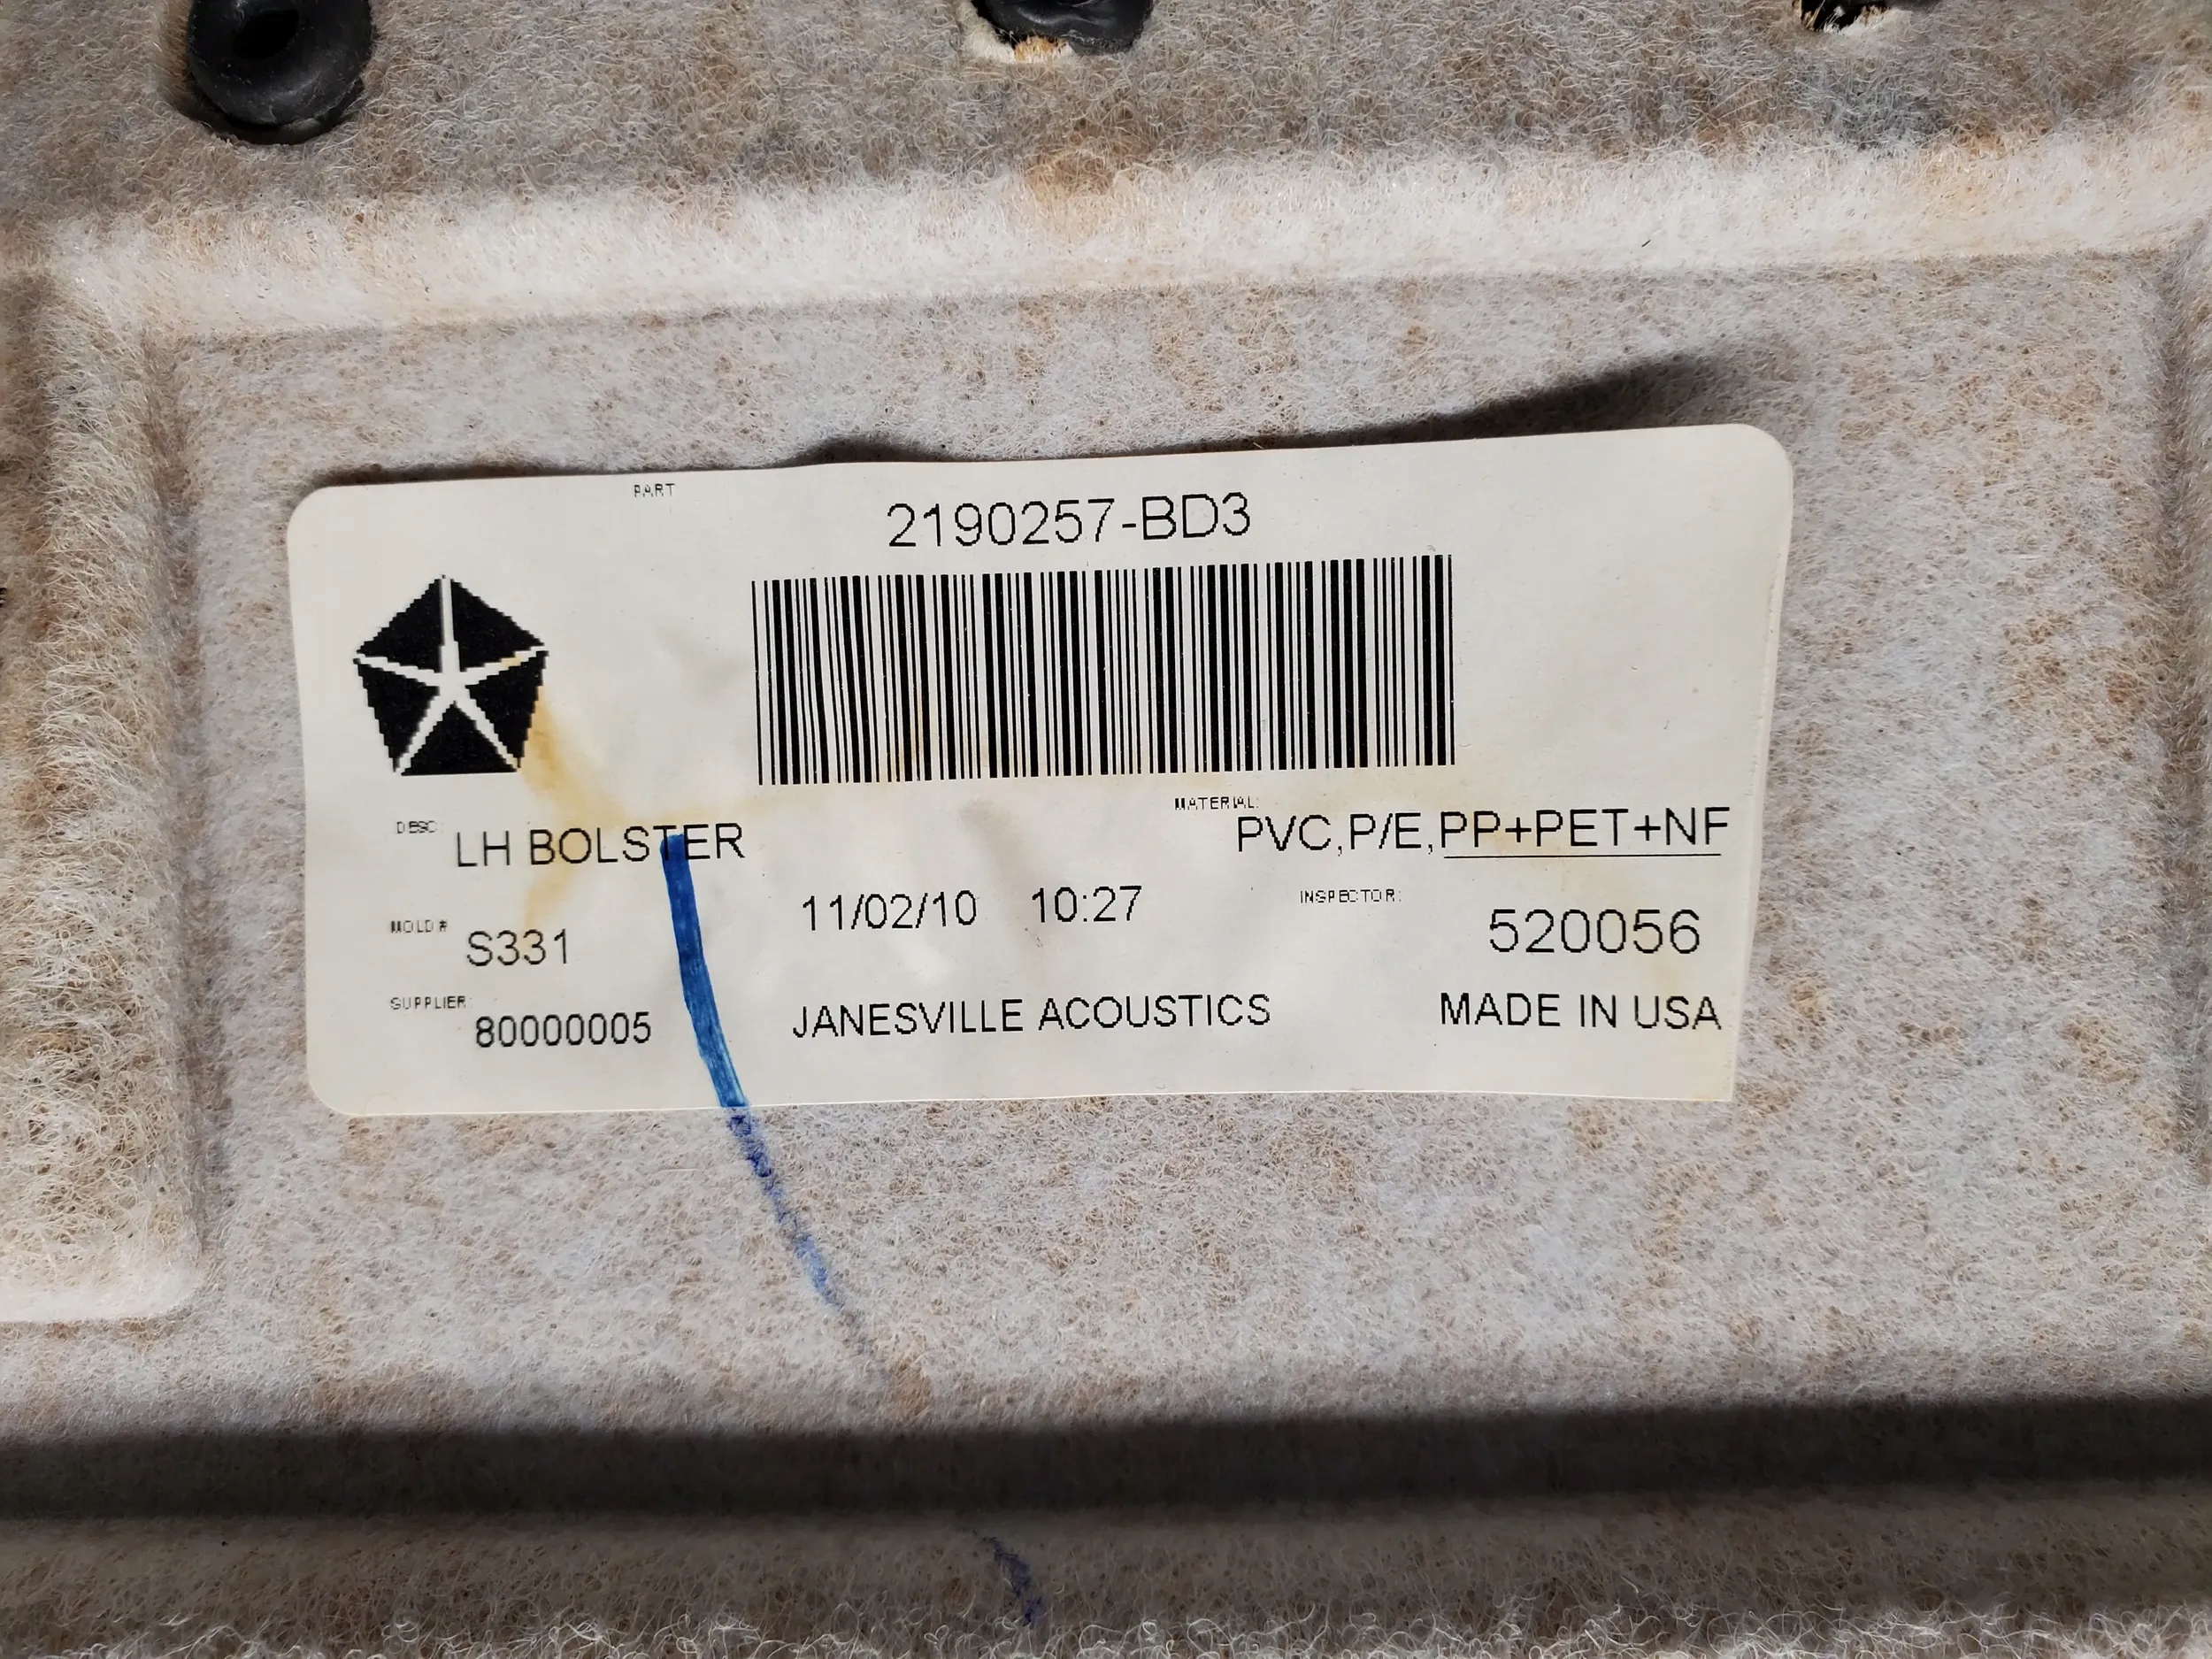 PART
2190257-BD3
DESC:
LH BOLSTER
MATERIAL:
PVC,P/E,PP+PET+NF
MOLD#
S331
11/02/10 10:27
INSPECTOR:
520056
SUPPLIER:
80000005
JANESVILLE ACOUSTICS
MADE IN USA